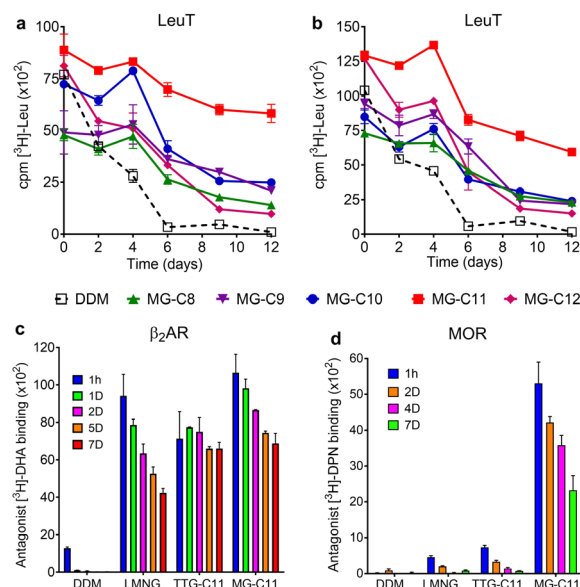 a LeuT
cpm [³H]-Leu (x10²)
100
75
50
25
0
0 2 4 6 8 10 12
Time (days)
b LeuT
cpm [³H]-Leu (x10²)
150
125
100
75
50
25
0
0 2 4 6 8 10 12
Time (days)
DDM MG-C8 MG-C9 MG-C10 MG-C11 MG-C12
c β₂AR
Antagonist [³H]-DHA binding (x10²)
120
100
80
60
40
20
0
1h
1D
2D
5D
7D
DDM LMNG TTG-C11 MG-C11
d MOR
Antagonist [³H]-DPN binding (x10²)
60
50
40
30
20
10
0
1h
2D
4D
7D
DDM LMNG TTG-C11 MG-C11